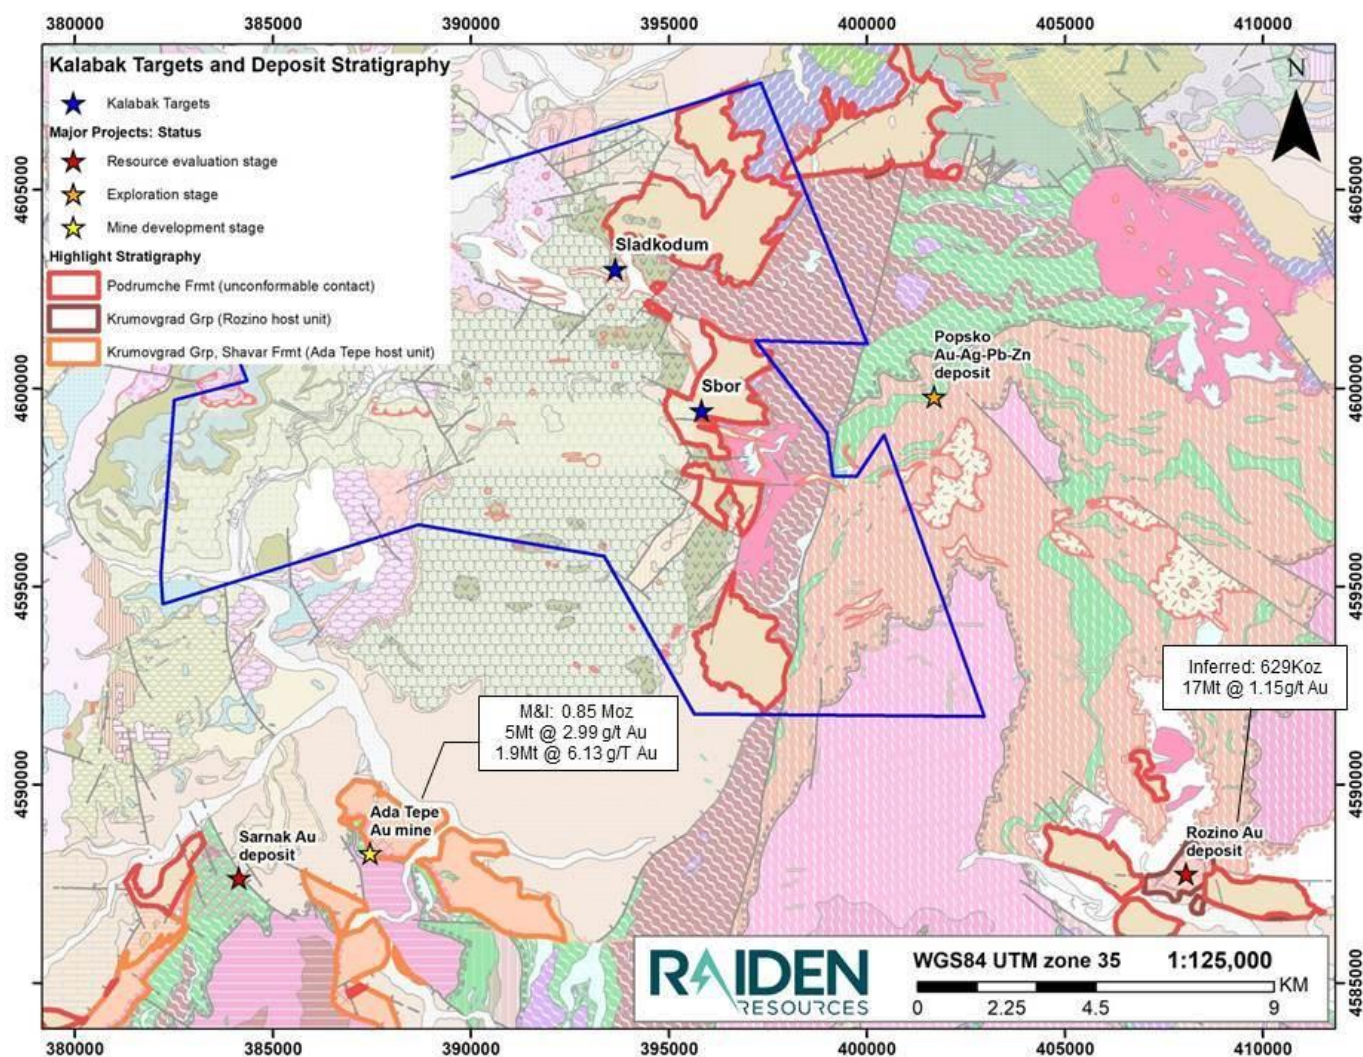 380000 385000 390000 395000 400000 405000 410000
Kalabak Targets and Deposit Stratigraphy
Kalabak Targets
Major Projects: Status
Resource evaluation stage
Exploration stage
Mine development stage
Highlight Stratigraphy
Podrumche Frmt (unconformable contact)
Krumovgrad Grp (Rozino host unit)
Krumovgrad Grp, Shavar Frmt (Ada Tepe host unit)
N
4605000
4605000
Sladkodum
Popsko
Au-Ag-Pb-Zn
deposit
4600000
4600000
Sbor
4595000
4595000
Inferred: 629Koz
17Mt @ 1.15g/t Au
M&I: 0.85 Moz
5Mt @ 2.99 g/t Au
1.9Mt @ 6.13 g/T Au
4590000
4590000
Ada Tepe
Au mine
Sarnak Au
deposit
Rozino Au
deposit
RAIDEN
RESOURCES
WGS84 UTM zone 35 1:125,000
KM
0 2.25 4.5 9
4585000
4585000
380000 385000 390000 395000 400000 405000 410000